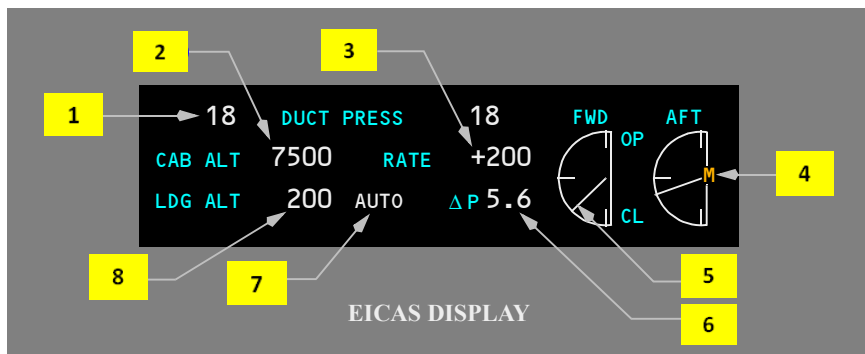 2
3
1
18 DUCT PRESS 18 FWD AFT
OP
CAB ALT 7500 RATE +200
M
4
LDG ALT 200 AUTO Δ P 5.6
CL
8
7
5
EICAS DISPLAY
6